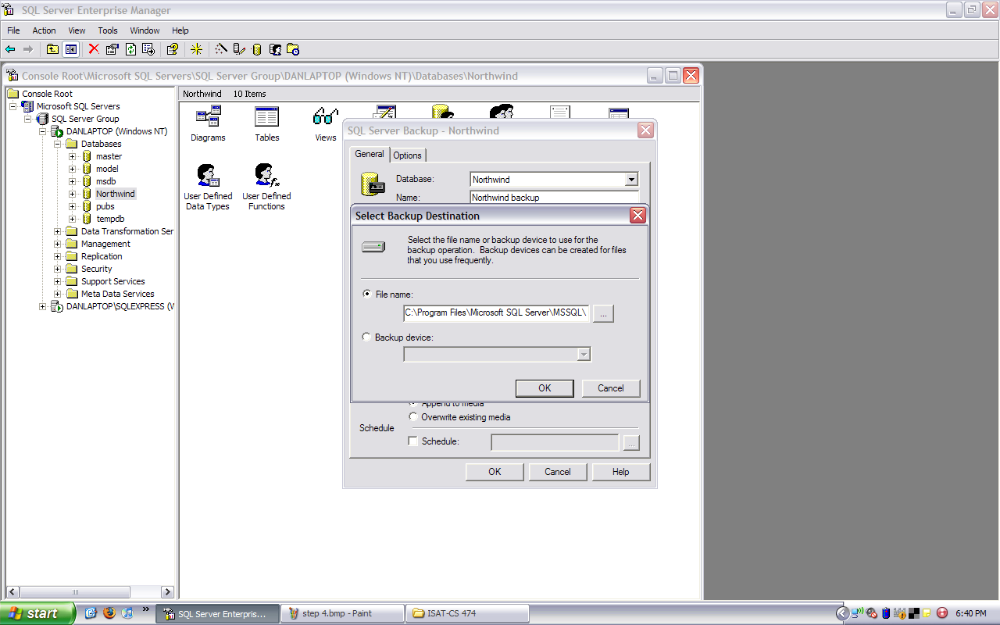 SQL Server Enterprise Manager
File Action View Tools Window Help
Console Root\Microsoft SQL Servers\SQL Server Group\DANLAPTOP (Windows NT)\Databases\Northwind
Console Root
Microsoft SQL Servers
SQL Server Group
DANLAPTOP (Windows NT)
Databases
master
model
msdb
Northwind
pubs
tempdb
Data Transformation Ser
Management
Replication
Security
Support Services
Meta Data Services
DANLAPTOP\SQLEXPRESS (W
Northwind 10 Items
Diagrams
Tables
Views
User Defined
Data Types
User Defined
Functions
SQL Server Backup - Northwind
General Options
Database: Northwind
Name: Northwind backup
Select Backup Destination
Select the file name or backup device to use for the
backup operation. Backup devices can be created for files
that you use frequently.
File name:
C:\Program Files\Microsoft SQL Server\MSSQL\
...
Backup device:
OK Cancel
Append to media
Overwrite existing media
Schedule
Schedule:
...
OK Cancel Help
start
SQL Server Enterpris...
step 4.bmp - Paint
ISAT-CS 474
6:40 PM